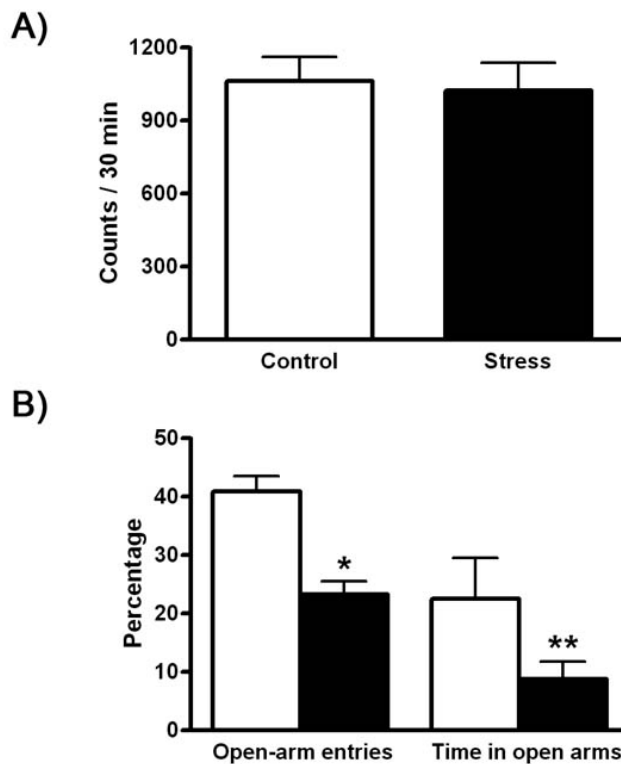 A)
1200
900
600
300
0
Counts / 30 min
Control Stress
B)
50
40
30
20
10
0
Percentage
*
**
Open-arm entries Time in open arms